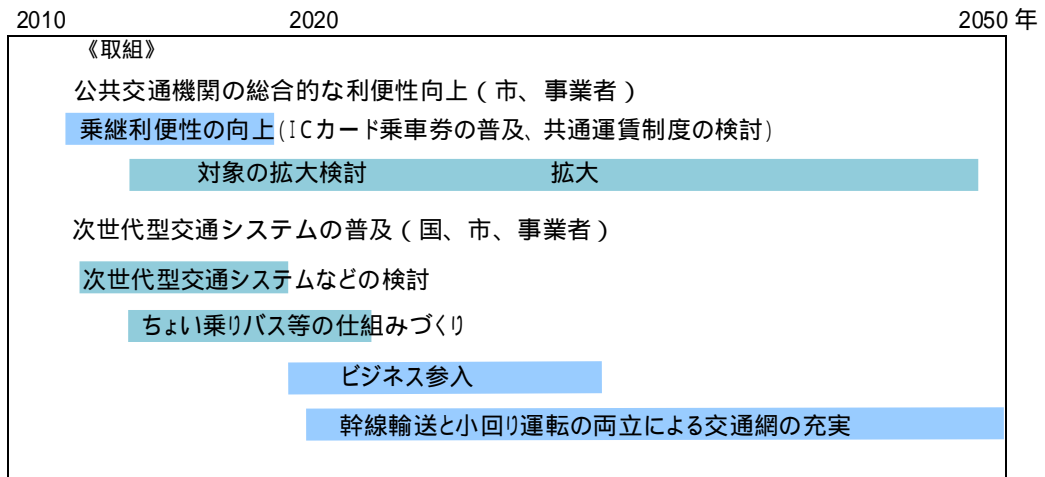 2010 2020 2050 年
《取組》
公共交通機関の総合的な利便性向上(市、事業者)
乗継利便性の向上(ICカード乗車券の普及、共通運賃制度の検討)
対象の拡大検討 拡大
次世代型交通システムの普及(国、市、事業者)
次世代型交通システムなどの検討
ちょい乗りバス等の仕組みづくり
ビジネス参入
幹線輸送と小回り運転の両立による交通網の充実